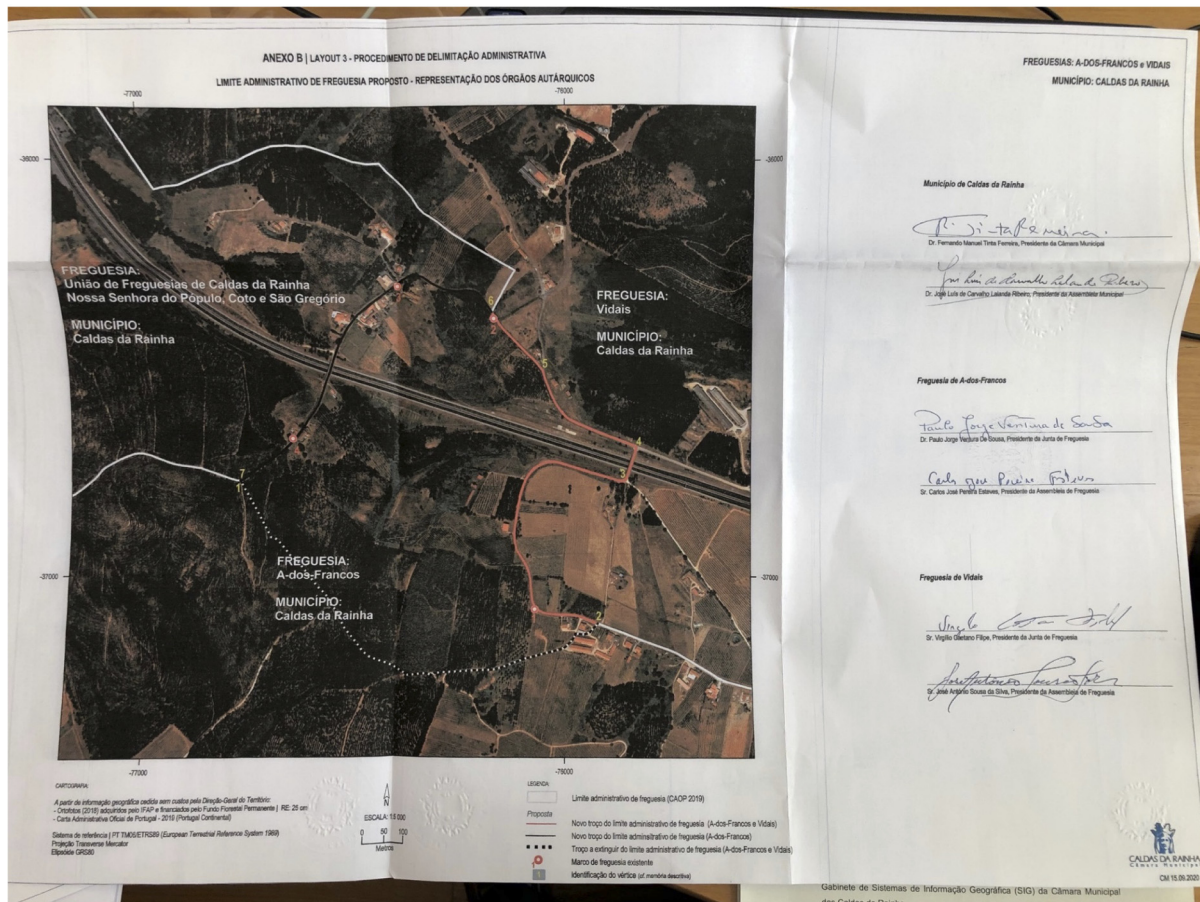 ANEXO B | LAYOUT 3 - PROCEDIMENTO DE DELIMITAÇÃO ADMINISTRATIVA
LIMITE ADMINISTRATIVO DE FREGUESIA PROPOSTO - REPRESENTAÇÃO DOS ÓRGÃOS AUTÁRQUICOS
FREGUESIAS: A-DOS-FRANCOS e VIDAIS
MUNICÍPIO: CALDAS DA RAINHA
-77000
-76000
-36000
-36000
FREGUESIA:
União de Freguesias de Caldas da Rainha
Nossa Senhora do Pópulo, Coto e São Gregório
MUNICÍPIO:
Caldas da Rainha
FREGUESIA:
Vidais
MUNICÍPIO:
Caldas da Rainha
6
5
4
3
7
1
2
FREGUESIA:
A-dos-Francos
MUNICÍPIO:
Caldas da Rainha
-37000
-37000
-77000
-76000
Município de Caldas da Rainha
Dr. Fernando Manuel Tinta Ferreira, Presidente da Câmara Municipal
Dr. José Luís de Carvalho Lalanda Ribeiro, Presidente da Assembleia Municipal
Freguesia de A-dos-Francos
Paulo Jorge Ventura de Sousa
Dr. Paulo Jorge Ventura De Sousa, Presidente da Junta de Freguesia
Carlos José Pereira Esteves
Sr. Carlos José Pereira Esteves, Presidente da Assembleia de Freguesia
Freguesia de Vidais
Sr. Virgílio Caetano Filipe, Presidente da Junta de Freguesia
Sr. José António Sousa da Silva, Presidente da Assembleia de Freguesia
CARTOGRAFIA:
A partir de informação geográfica cedida sem custos pela Direção-Geral do Território:
- Ortofotos (2018) adquiridos pelo IFAP e financiados pelo Fundo Florestal Permanente | RE: 25 cm
- Carta Administrativa Oficial de Portugal - 2019 (Portugal Continental)
Sistema de referência | PT TM06/ETRS89 (European Terrestrial Reference System 1989)
Projeção Transverse Mercator
Elipsóide GRS80
N
ESCALA:
0 50 100
Metros
LEGENDA:
Limite administrativo de freguesia (CAOP 2019)
Proposta
Novo troço do limite administrativo de freguesia (A-dos-Francos e Vidais)
Novo troço do limite administrativo de freguesia (A-dos-Francos)
Troço a extinguir do limite administrativo de freguesia (A-dos-Francos e Vidais)
Marco de freguesia existente
1 Identificação do vértice (cf. memória descritiva)
CALDAS DA RAINHA
Câmara Municipal
CM 15.09.2020
Gabinete de Sistemas de Informação Geográfica (SIG) da Câmara Municipal